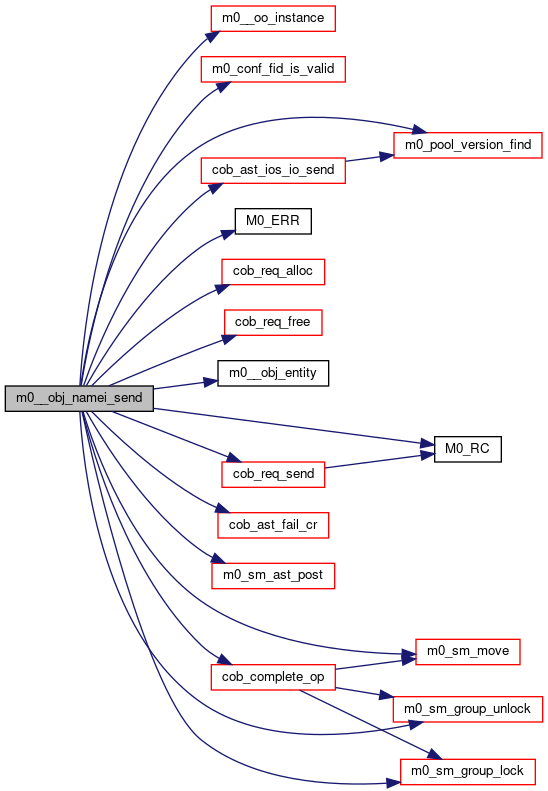 m0__oo_instance
m0_conf_fid_is_valid
m0_pool_version_find
cob_ast_ios_io_send
M0_ERR
cob_req_alloc
cob_req_free
m0__obj_entity
m0__obj_namei_send
M0_RC
cob_req_send
cob_ast_fail_cr
m0_sm_ast_post
m0_sm_move
cob_complete_op
m0_sm_group_unlock
m0_sm_group_lock